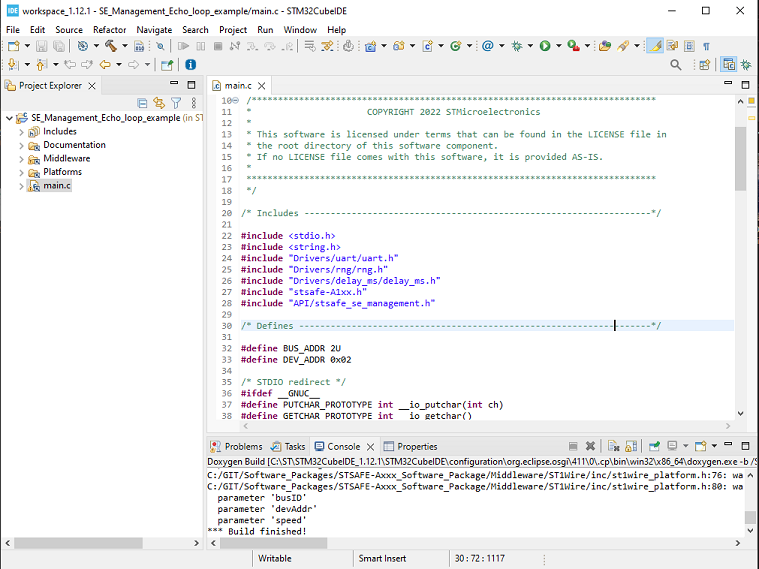 workspace_1.12.1 - SE_Management_Echo_loop_example/main.c - STM32CubeIDE
File Edit Source Refactor Navigate Search Project Run Window Help
Project Explorer
SE_Management_Echo_loop_example (in ST
Includes
Documentation
Middleware
Platforms
main.c
main.c
10 /*****************************************************************************
11 * COPYRIGHT 2022 STMicroelectronics
12 *
13 * This software is licensed under terms that can be found in the LICENSE file in
14 * the root directory of this software component.
15 * If no LICENSE file comes with this software, it is provided AS-IS.
16 *
17 ******************************************************************************
18 */
19
20 /* Includes ------------------------------------------------------------------*/
21
22 #include <stdio.h>
23 #include <string.h>
24 #include "Drivers/uart/uart.h"
25 #include "Drivers/rng/rng.h"
26 #include "Drivers/delay_ms/delay_ms.h"
27 #include "stsafe-A1xx.h"
28 #include "API/stsafe_se_management.h"
29
30 /* Defines -------------------------------------------------------------------*/
31
32 #define BUS_ADDR 2U
33 #define DEV_ADDR 0x02
34
35 /* STDIO redirect */
36 #ifdef __GNUC__
37 #define PUTCHAR_PROTOTYPE int __io_putchar(int ch)
38 #define GETCHAR_PROTOTYPE int __io_getchar()
Problems Tasks Console Properties
Doxygen Build [C:\ST\STM32CubeIDE_1.12.1\STM32CubeIDE\configuration\org.eclipse.osgi\411\0\.cp\bin\win32\x86_64\doxygen.exe -b /S
C:/GIT/Software_Packages/STSAFE-Axxx_Software_Package/Middleware/ST1Wire/inc/st1wire_platform.h:76: wa
C:/GIT/Software_Packages/STSAFE-Axxx_Software_Package/Middleware/ST1Wire/inc/st1wire_platform.h:80: wa
parameter 'busID'
parameter 'devAddr'
parameter 'speed'
*** Build finished!
Writable Smart Insert 30 : 72 : 1117